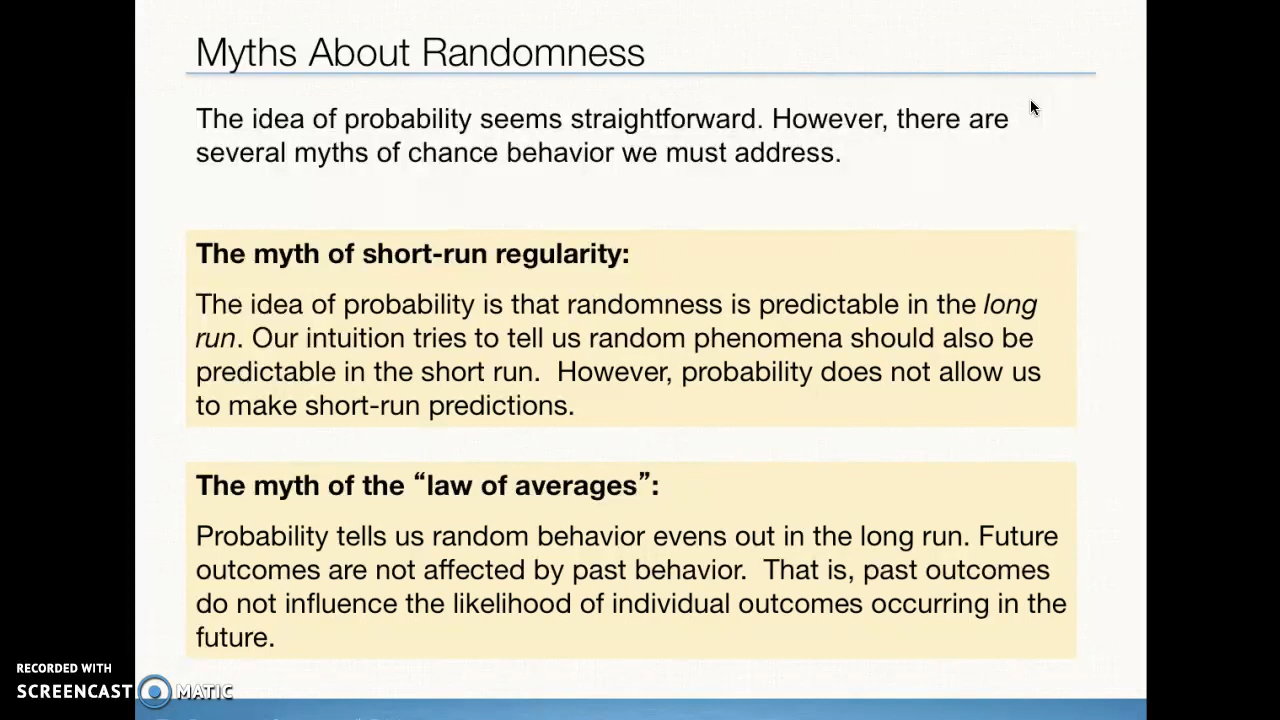 Myths About Randomness
The idea of probability seems straightforward. However, there are
several myths of chance behavior we must address.
The myth of short-run regularity:
The idea of probability is that randomness is predictable in the long
run. Our intuition tries to tell us random phenomena should also be
predictable in the short run.  However, probability does not allow us
to make short-run predictions.
The myth of the “law of averages”:
Probability tells us random behavior evens out in the long run. Future
outcomes are not affected by past behavior.  That is, past outcomes
do not influence the likelihood of individual outcomes occurring in the
future.
RECORDED WITH
SCREENCAST MATIC